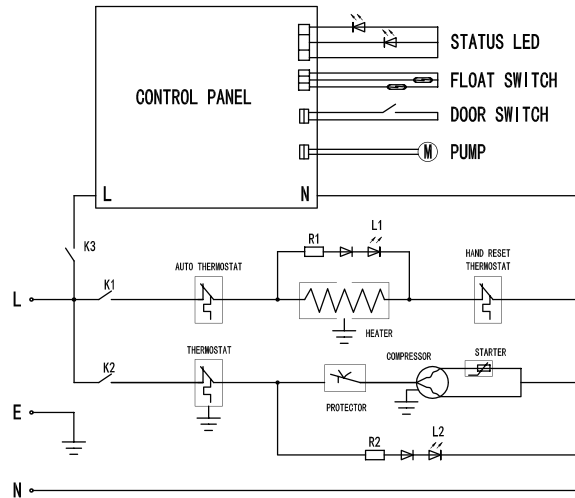 STATUS LED
CONTROL PANEL
FLOAT SWITCH
DOOR SWITCH
M PUMP
L N
K3
R1 L1
AUTO THERMOSTAT
HAND RESET
THERMOSTAT
K1
L
HEATER
THERMOSTAT
COMPRESSOR
STARTER
K2
PROTECTOR
E
R2 L2
N